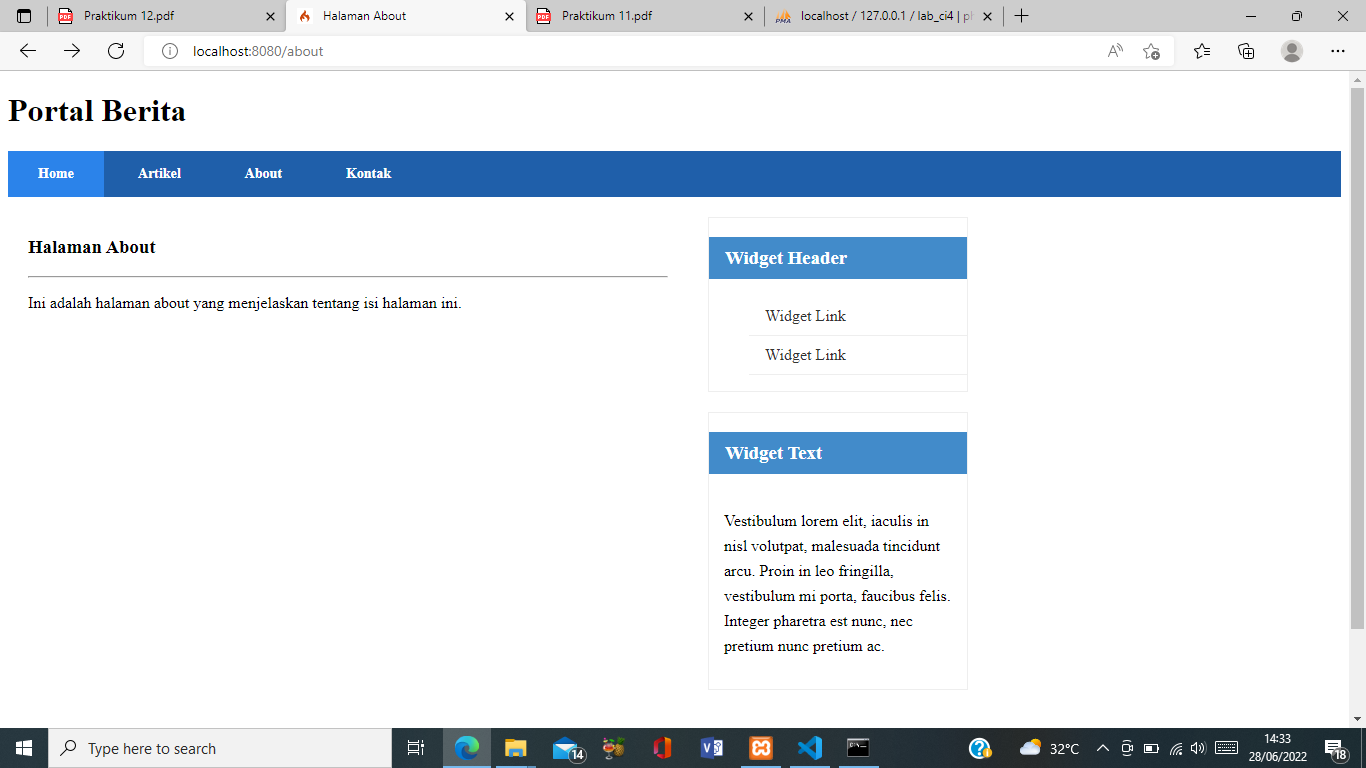 Praktikum 12.pdf
Halaman About
Praktikum 11.pdf
localhost / 127.0.0.1 / lab_ci4 | ph
localhost:8080/about
Portal Berita
Home Artikel About Kontak
Halaman About
Ini adalah halaman about yang menjelaskan tentang isi halaman ini.
Widget Header
Widget Link
Widget Link
Widget Text
Vestibulum lorem elit, iaculis in
nisl volutpat, malesuada tincidunt
arcu. Proin in leo fringilla,
vestibulum mi porta, faucibus felis.
Integer pharetra est nunc, nec
pretium nunc pretium ac.
Type here to search
14
32°C
14:33
28/06/2022
18